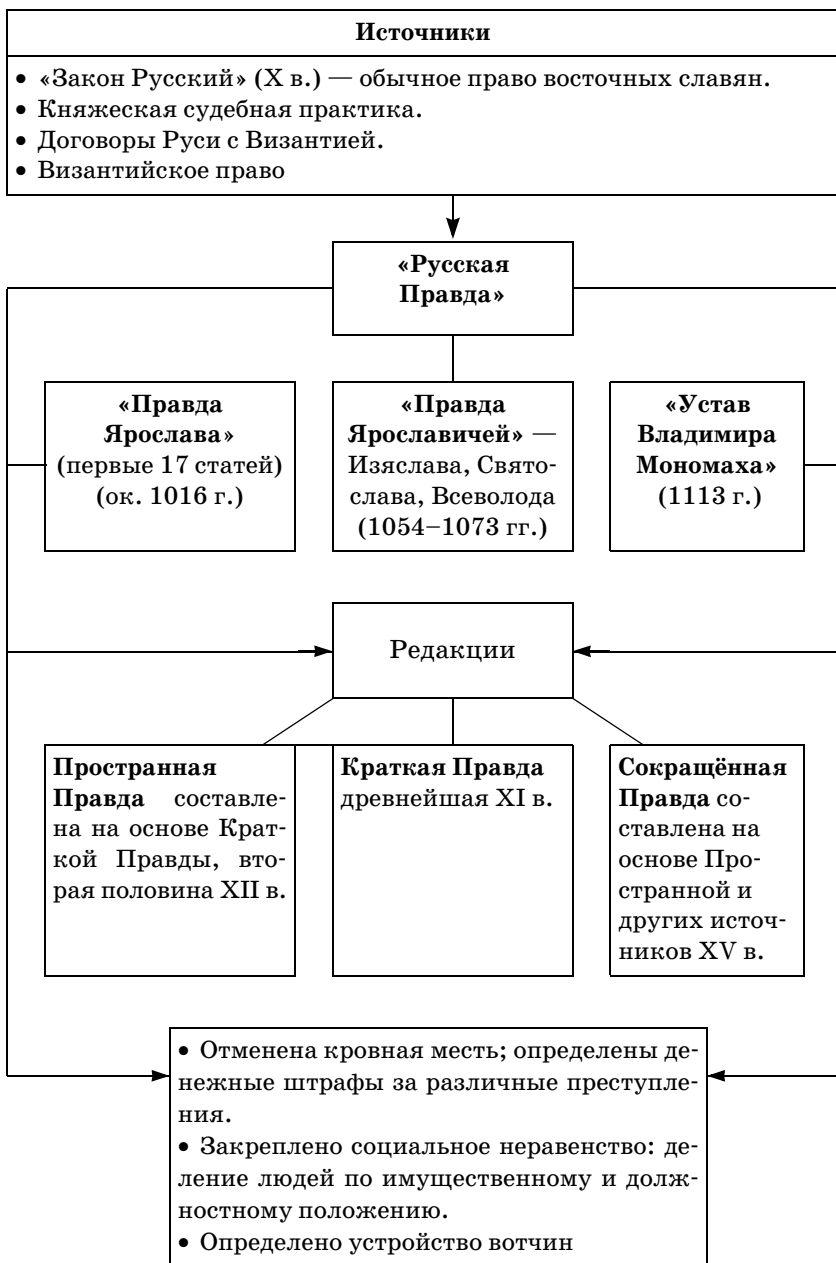 Источники
• «Закон Русский» (X в.) — обычное право восточных славян.
• Княжеская судебная практика.
• Договоры Руси с Византией.
• Византийское право
«Русская
Правда»
«Правда
Ярослава»
(первые 17 статей)
(ок. 1016 г.)
«Правда
Ярославичей» —
Изяслава, Свято-
слава, Всеволода
(1054–1073 гг.)
«Устав
Владимира
Мономаха»
(1113 г.)
Редакции
Пространная
Правда составле-
на на основе Крат-
кой Правды, вто-
рая половина XII в.
Краткая Правда
древнейшая XI в.
Сокращённая
Правда со-
ставлена на
основе Про-
странной и
других источ-
ников XV в.
• Отменена кровная месть; определены де-
нежные штрафы за различные преступле-
ния.
• Закреплено социальное неравенство: де-
ление людей по имущественному и долж-
ностному положению.
• Определено устройство вотчин